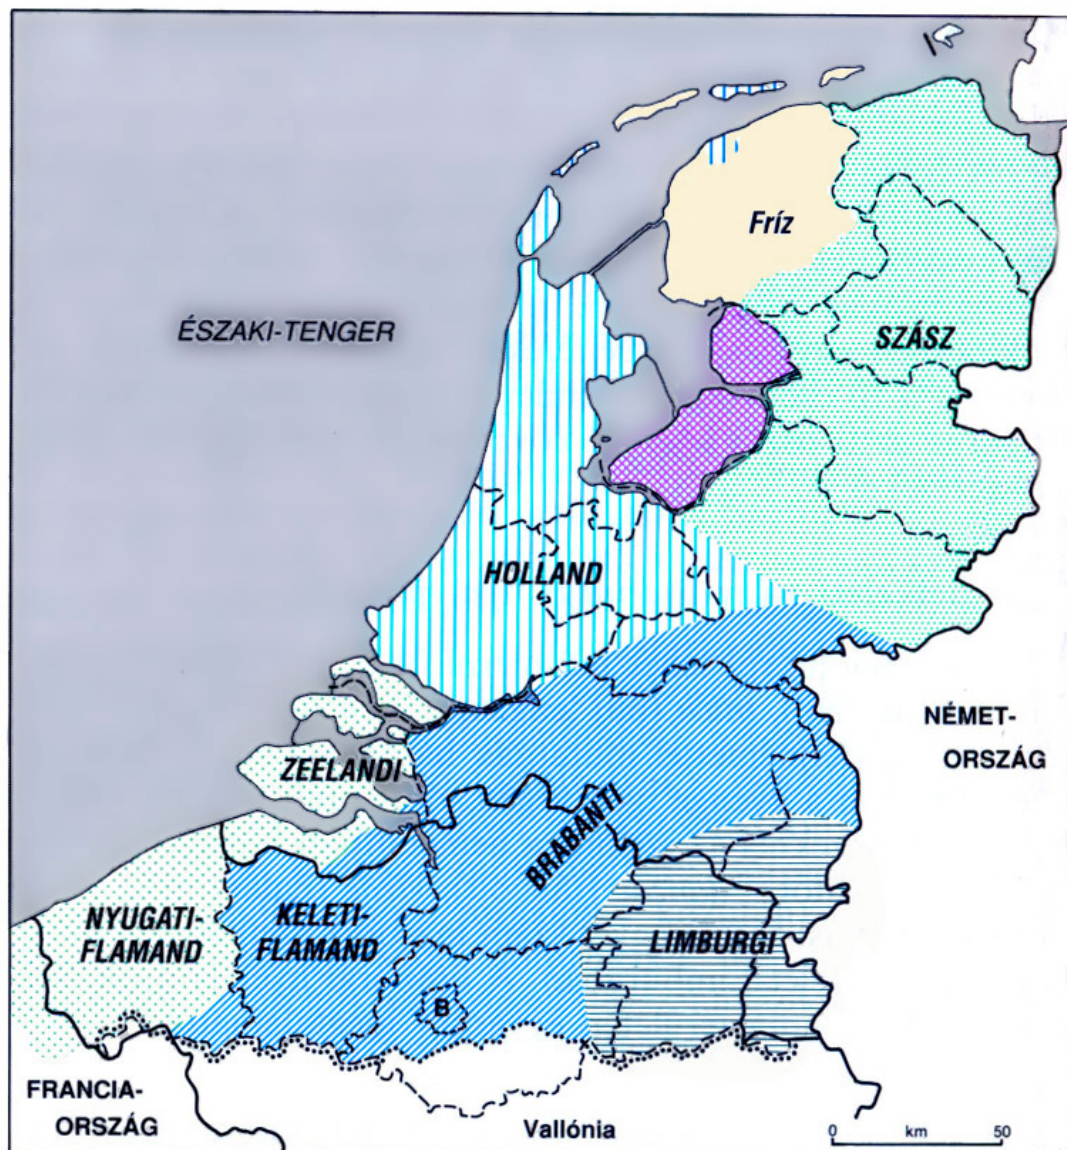 Fríz
ÉSZAKI-TENGER
SZÁSZ
HOLLAND
NÉMET-
ORSZÁG
ZEELANDI
BRABANTI
NYUGATI-
FLAMAND
KELETI-
FLAMAND
LIMBURGI
B
FRANCIA-
ORSZÁG
Vallónia
0 km 50